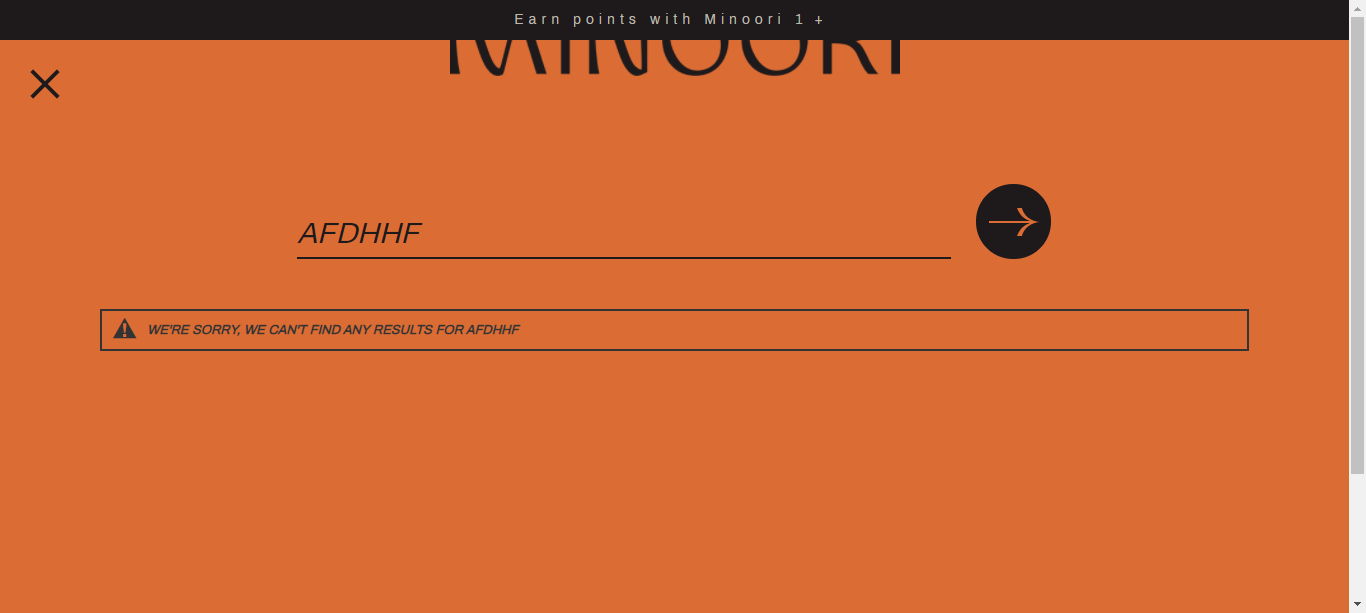 Earn points with Minoori 1 +
MINOORI
AFDHHF
WE'RE SORRY, WE CAN'T FIND ANY RESULTS FOR AFDHHF